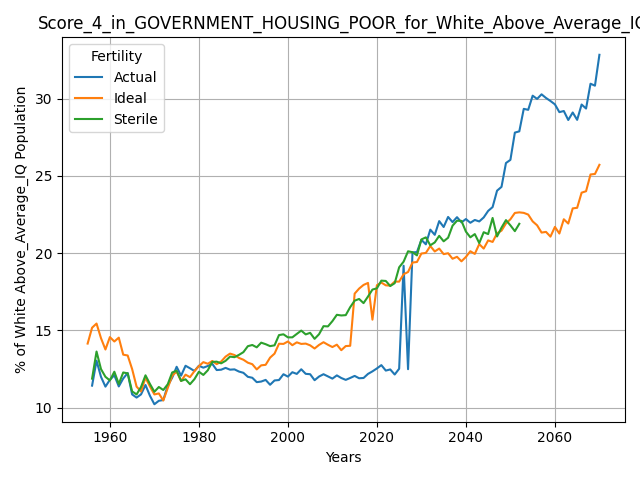 Score_4_in_GOVERNMENT_HOUSING_POOR_for_White_Above_Average_IQ
Fertility
Actual
Ideal
Sterile
% of White Above_Average_IQ Population
30
25
20
15
10
1960
1980
2000
2020
2040
2060
Years